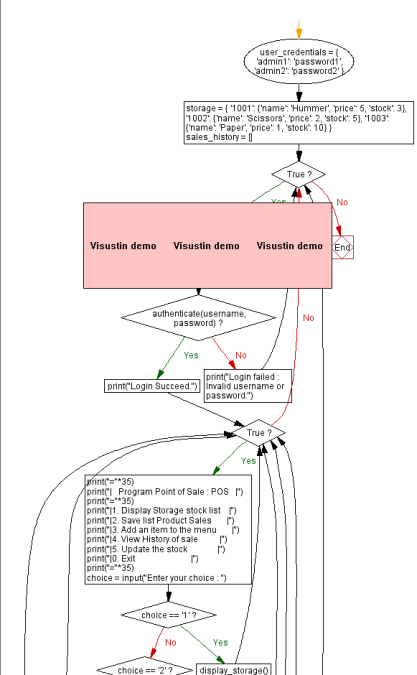 user_credentials = {
'admin1': 'password1',
'admin2': 'password2' }
storage = { '1001': {'name': 'Hummer', 'price': 5, 'stock': 3},
'1002': {'name': 'Scissors', 'price': 2, 'stock': 5}, '1003':
{'name': 'Paper', 'price': 1, 'stock': 10} }
sales_history = []
True ?
Yes
No
End
Visustin demo Visustin demo Visustin demo
authenticate(username,
password) ?
No
Yes
No
print("Login Succeed.")
print("Login failed :
Invalid username or
password.")
True ?
Yes
print("="*35)
print("| Program Point of Sale : POS |")
print("="*35)
print("|1. Display Storage stock list |")
print("|2. Save list Product Sales |")
print("|3. Add an item to the menu |")
print("|4. View History of sale |")
print("|5. Update the stock |")
print("|0. Exit |")
print("="*35)
choice = input("Enter your choice : ")
choice == '1' ?
No
Yes
choice == '2' ?
display_storage()